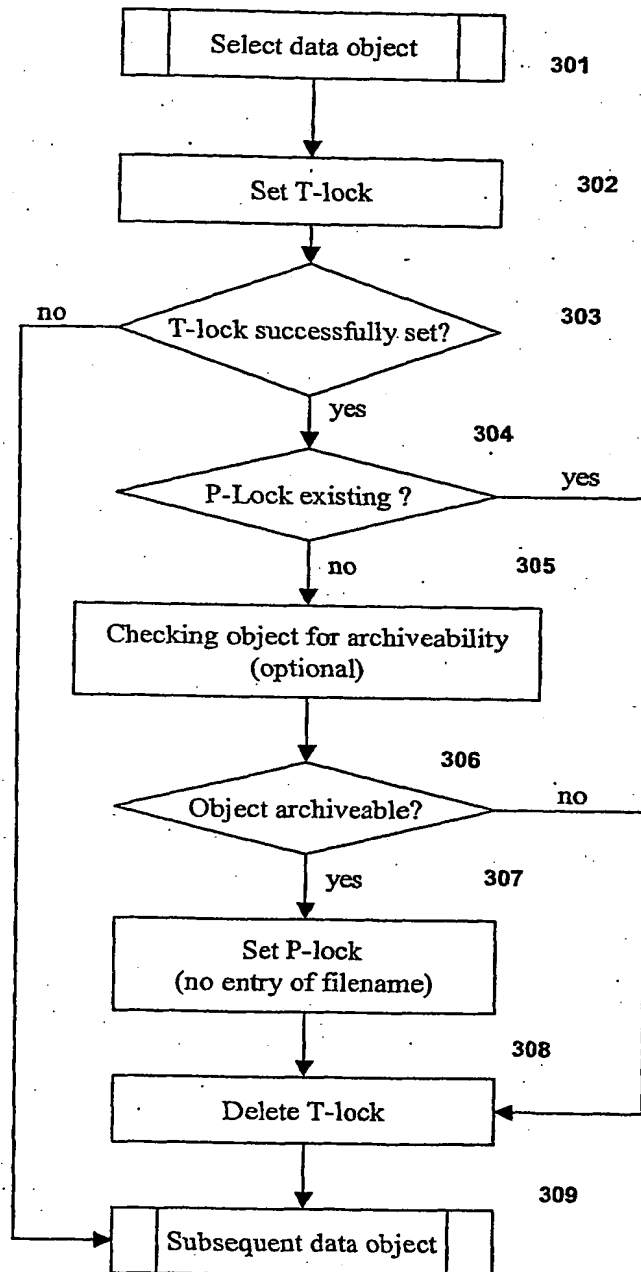 Select data object
301
Set T-lock
302
T-lock successfully set?
303
no
yes
304
P-Lock existing ?
yes
no
305
Checking object for archiveability
(optional)
306
Object archiveable?
no
yes
307
Set P-lock
(no entry of filename)
308
Delete T-lock
309
Subsequent data object